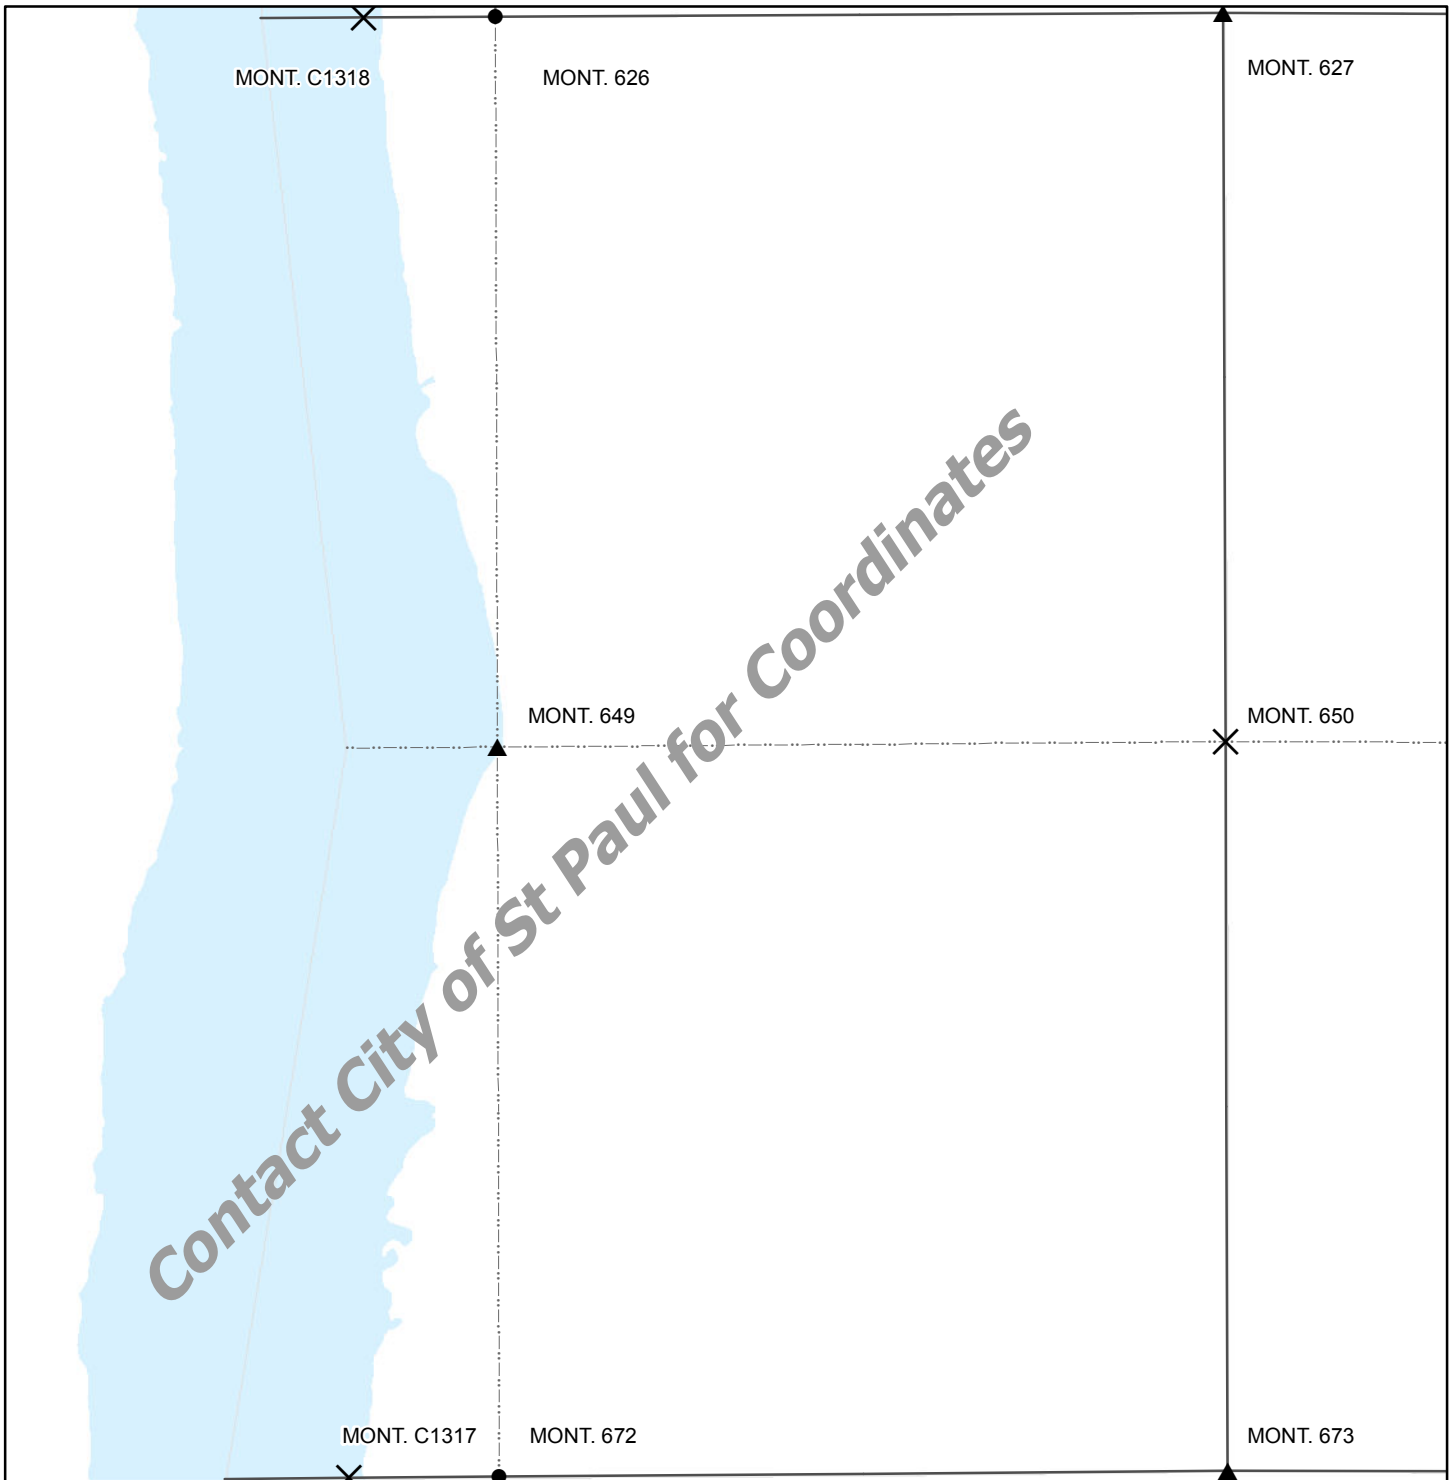 MONT. C1318
MONT. 626
MONT. 627
Contact City of St Paul for Coordinates
MONT. 649
MONT. 650
MONT. C1317
MONT. 672
MONT. 673